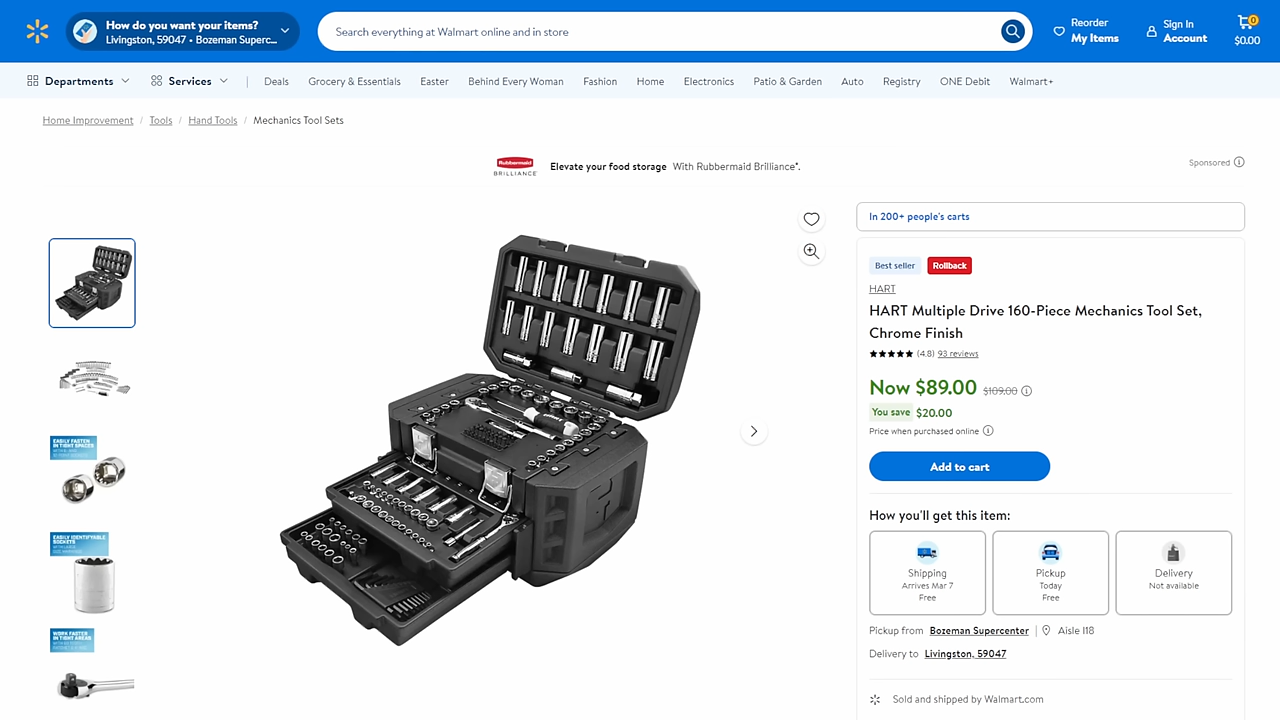 How do you want your items?
Livingston, 59047 • Bozeman Superc...
Search everything at Walmart online and in store
Reorder
My Items
Sign In
Account
0
$0.00
Departments
Services
Deals
Grocery & Essentials
Easter
Behind Every Woman
Fashion
Home
Electronics
Patio & Garden
Auto
Registry
ONE Debit
Walmart+
Home Improvement / Tools / Hand Tools / Mechanics Tool Sets
Rubbermaid
BRILLIANCE
Elevate your food storage With Rubbermaid Brilliance*.
Sponsored
In 200+ people's carts
Best seller
Rollback
HART
HART Multiple Drive 160-Piece Mechanics Tool Set,
Chrome Finish
(4.8) 93 reviews
Now $89.00 $109.00
You save $20.00
Price when purchased online
Add to cart
How you'll get this item:
Shipping
Arrives Mar 7
Free
Pickup
Today
Free
Delivery
Not available
Pickup from Bozeman Supercenter | Aisle I18
Delivery to Livingston, 59047
Sold and shipped by Walmart.com
EASILY FASTEN
IN TIGHT SPACES
EASILY IDENTIFYABLE
SOCKETS
WORK FASTER
IN TIGHT AREAS